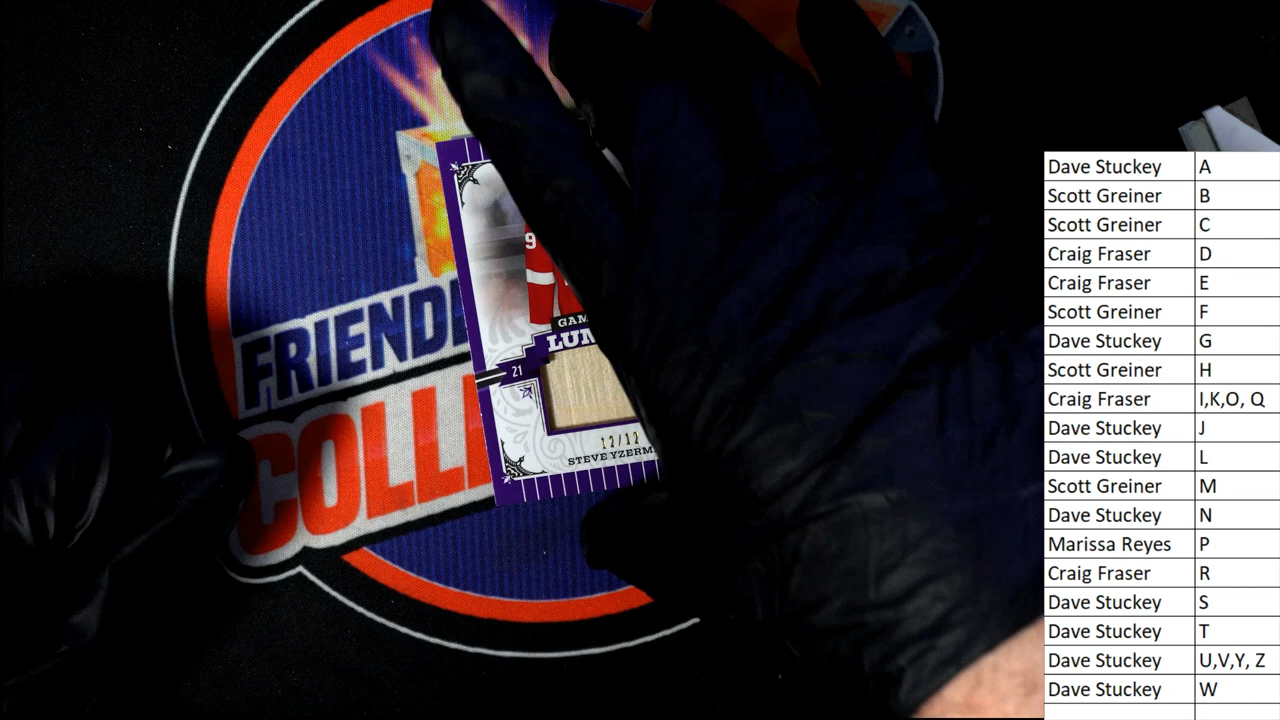 FRIENDL
COLL
9
GAM
LUM
21
12/12
STEVE YZERM
Dave Stuckey A
Scott Greiner B
Scott Greiner C
Craig Fraser D
Craig Fraser E
Scott Greiner F
Dave Stuckey G
Scott Greiner H
Craig Fraser I,K,O, Q
Dave Stuckey J
Dave Stuckey L
Scott Greiner M
Dave Stuckey N
Marissa Reyes P
Craig Fraser R
Dave Stuckey S
Dave Stuckey T
Dave Stuckey U,V,Y, Z
Dave Stuckey W